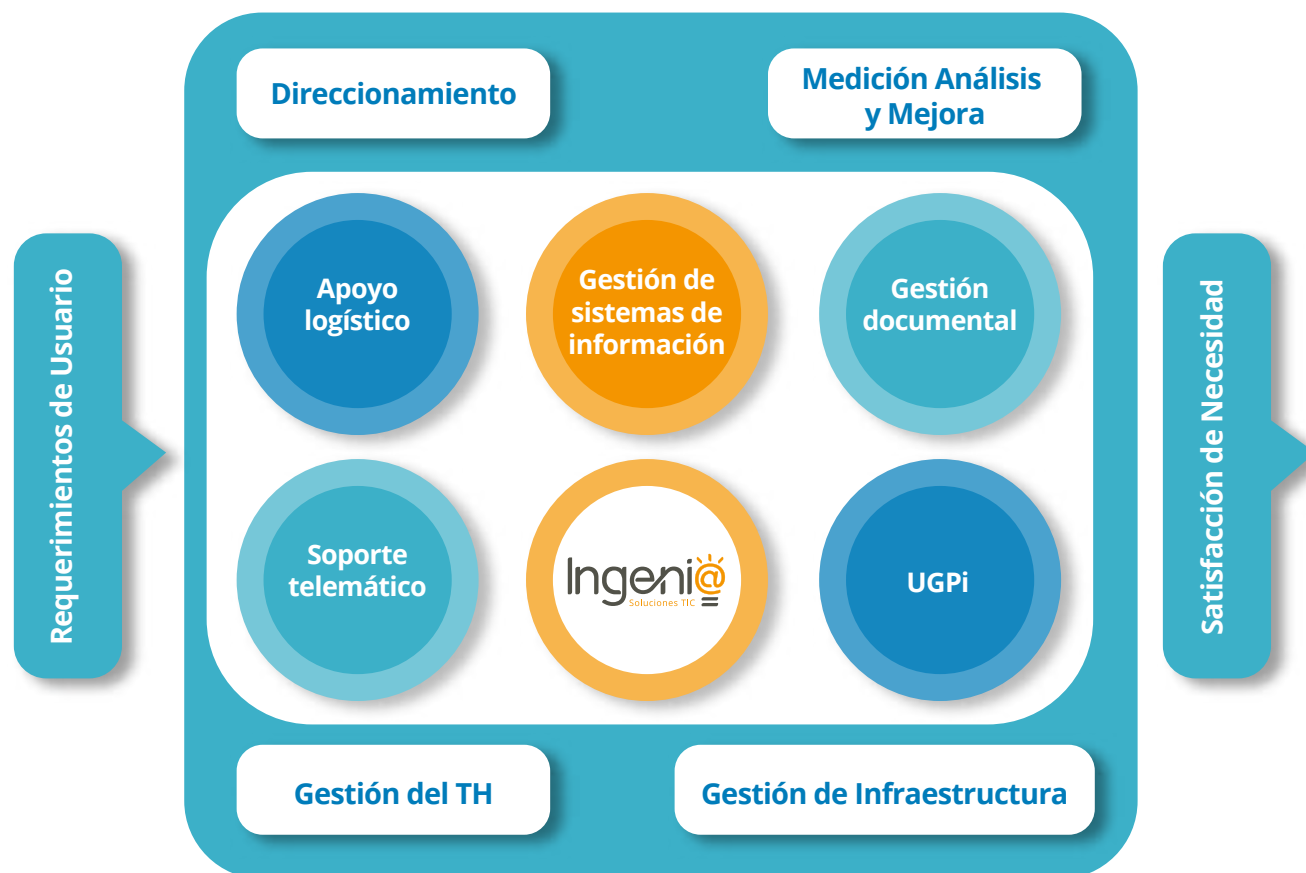 Direccionamiento
Medición Análisis
y Mejora
Requerimientos de Usuario
Apoyo
logístico
Gestión de
sistemas de
información
Gestión
documental
Soporte
telemático
Ingeni@
Soluciones TIC
UGPi
Satisfacción de Necesidad
Gestión del TH
Gestión de Infraestructura